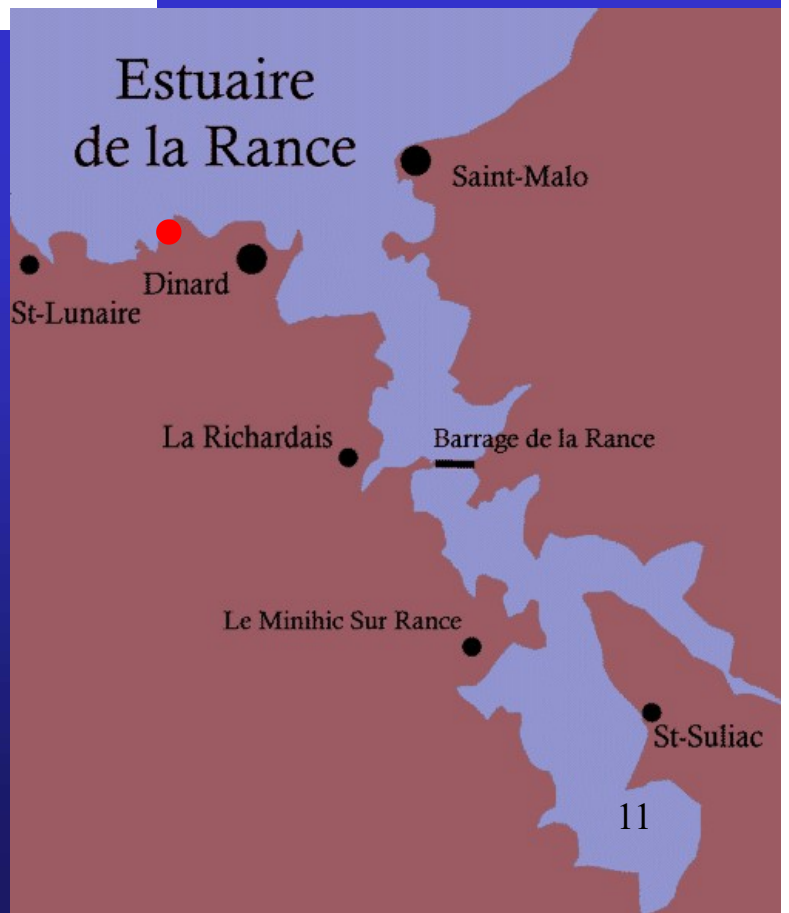 Estuaire
de la Rance
Saint-Malo
Dinard
St-Lunaire
La Richardais
Barrage de la Rance
Le Minihic Sur Rance
St-Suliac
11